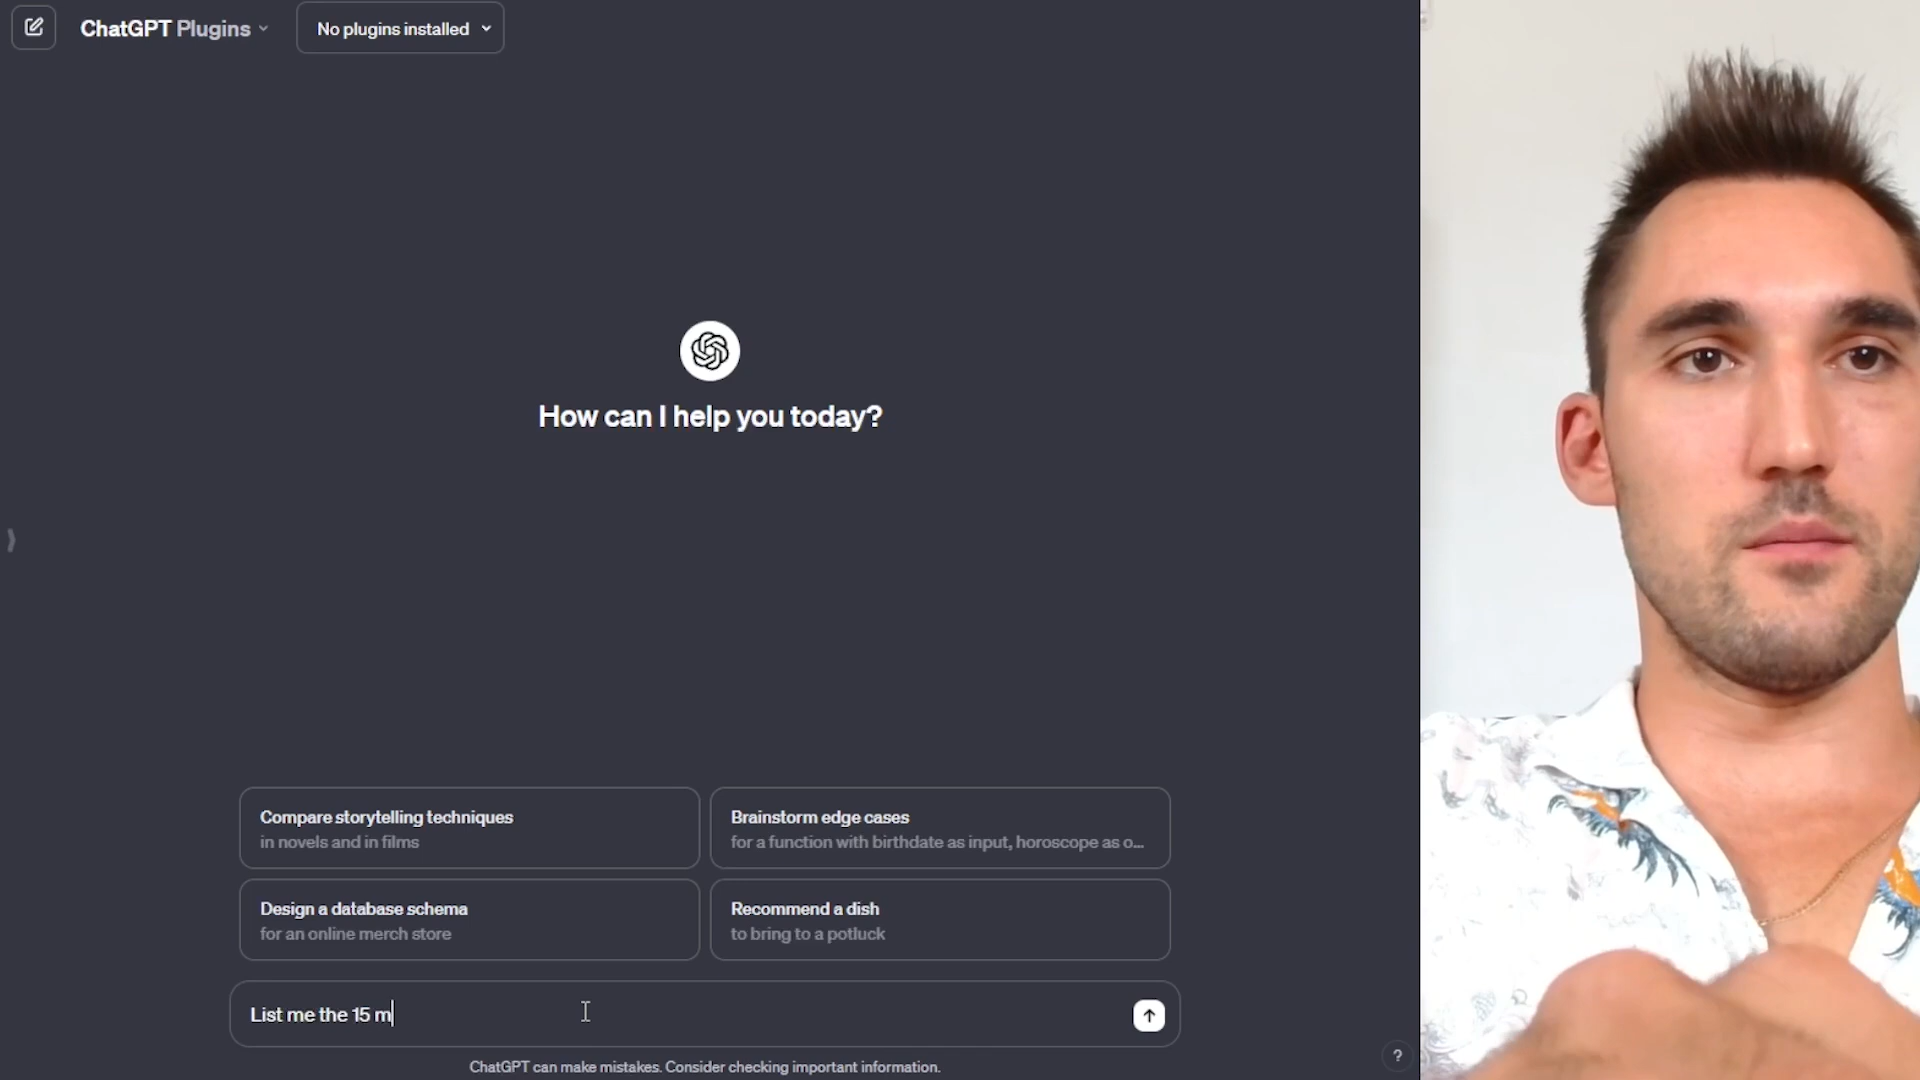 ChatGPT Plugins
No plugins installed
How can I help you today?
Compare storytelling techniques
in novels and in films
Brainstorm edge cases
for a function with birthdate as input, horoscope as o...
Design a database schema
for an online merch store
Recommend a dish
to bring to a potluck
List me the 15 m
ChatGPT can make mistakes. Consider checking important information.
?